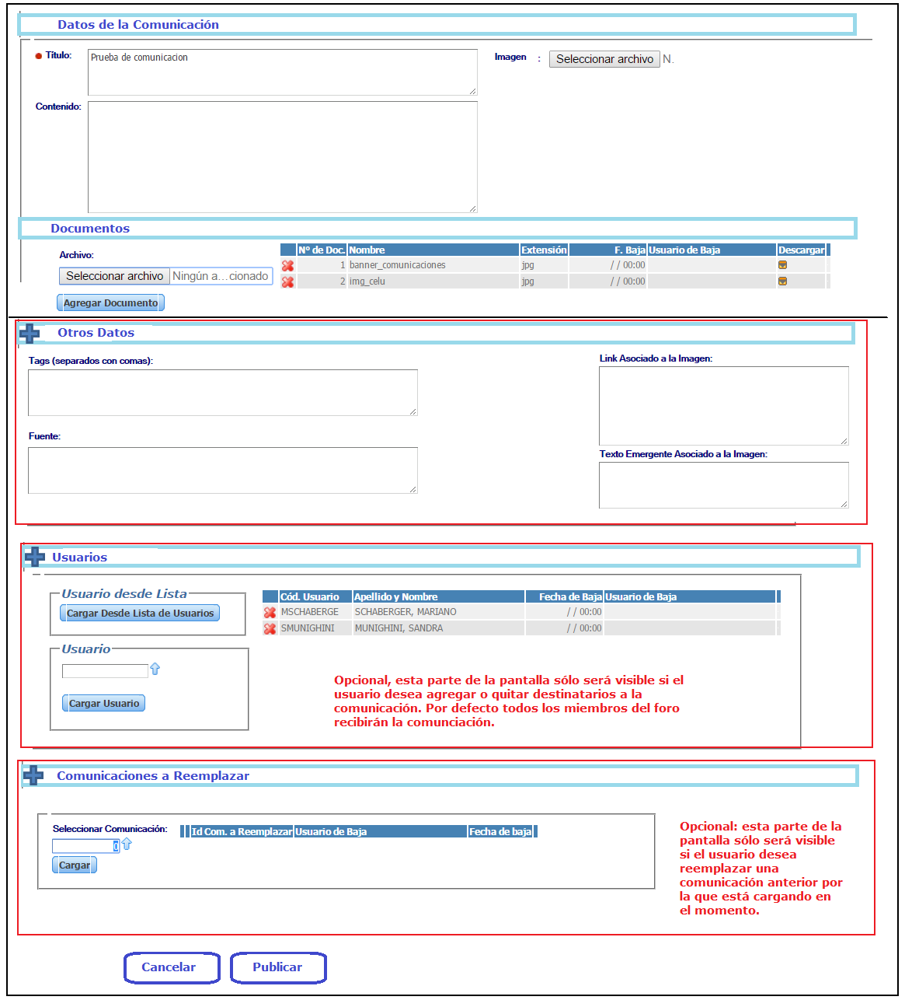 Datos de la Comunicación
Título:
Prueba de comunicacion
Imagen :
Seleccionar archivo N.
Contenido:
Documentos
Archivo:
Seleccionar archivo Ningún a...cionado
Agregar Documento
Nº de Doc. Nombre Extensión F. Baja Usuario de Baja Descargar
1 banner_comunicaciones jpg / / 00:00
2 img_celu jpg / / 00:00
Otros Datos
Tags (separados con comas):
Link Asociado a la Imagen:
Fuente:
Texto Emergente Asociado a la Imagen:
Usuarios
Usuario desde Lista
Cargar Desde Lista de Usuarios
Cód. Usuario Apellido y Nombre Fecha de Baja Usuario de Baja
MSCHABERGE SCHABERGER, MARIANO / / 00:00
SMUNIGHINI MUNIGHINI, SANDRA / / 00:00
Usuario
Cargar Usuario
Opcional, esta parte de la pantalla sólo será visible si el
usuario desea agregar o quitar destinatarios a la
comunicación. Por defecto todos los miembros del foro
recibirán la comunciación.
Comunicaciones a Reemplazar
Seleccionar Comunicación:
0
Cargar
Id Com. a Reemplazar Usuario de Baja Fecha de baja
Opcional: esta parte de la
pantalla sólo será visible
si el usuario desea
reemplazar una
comunicación anterior por
la que está cargando en
el momento.
Cancelar
Publicar